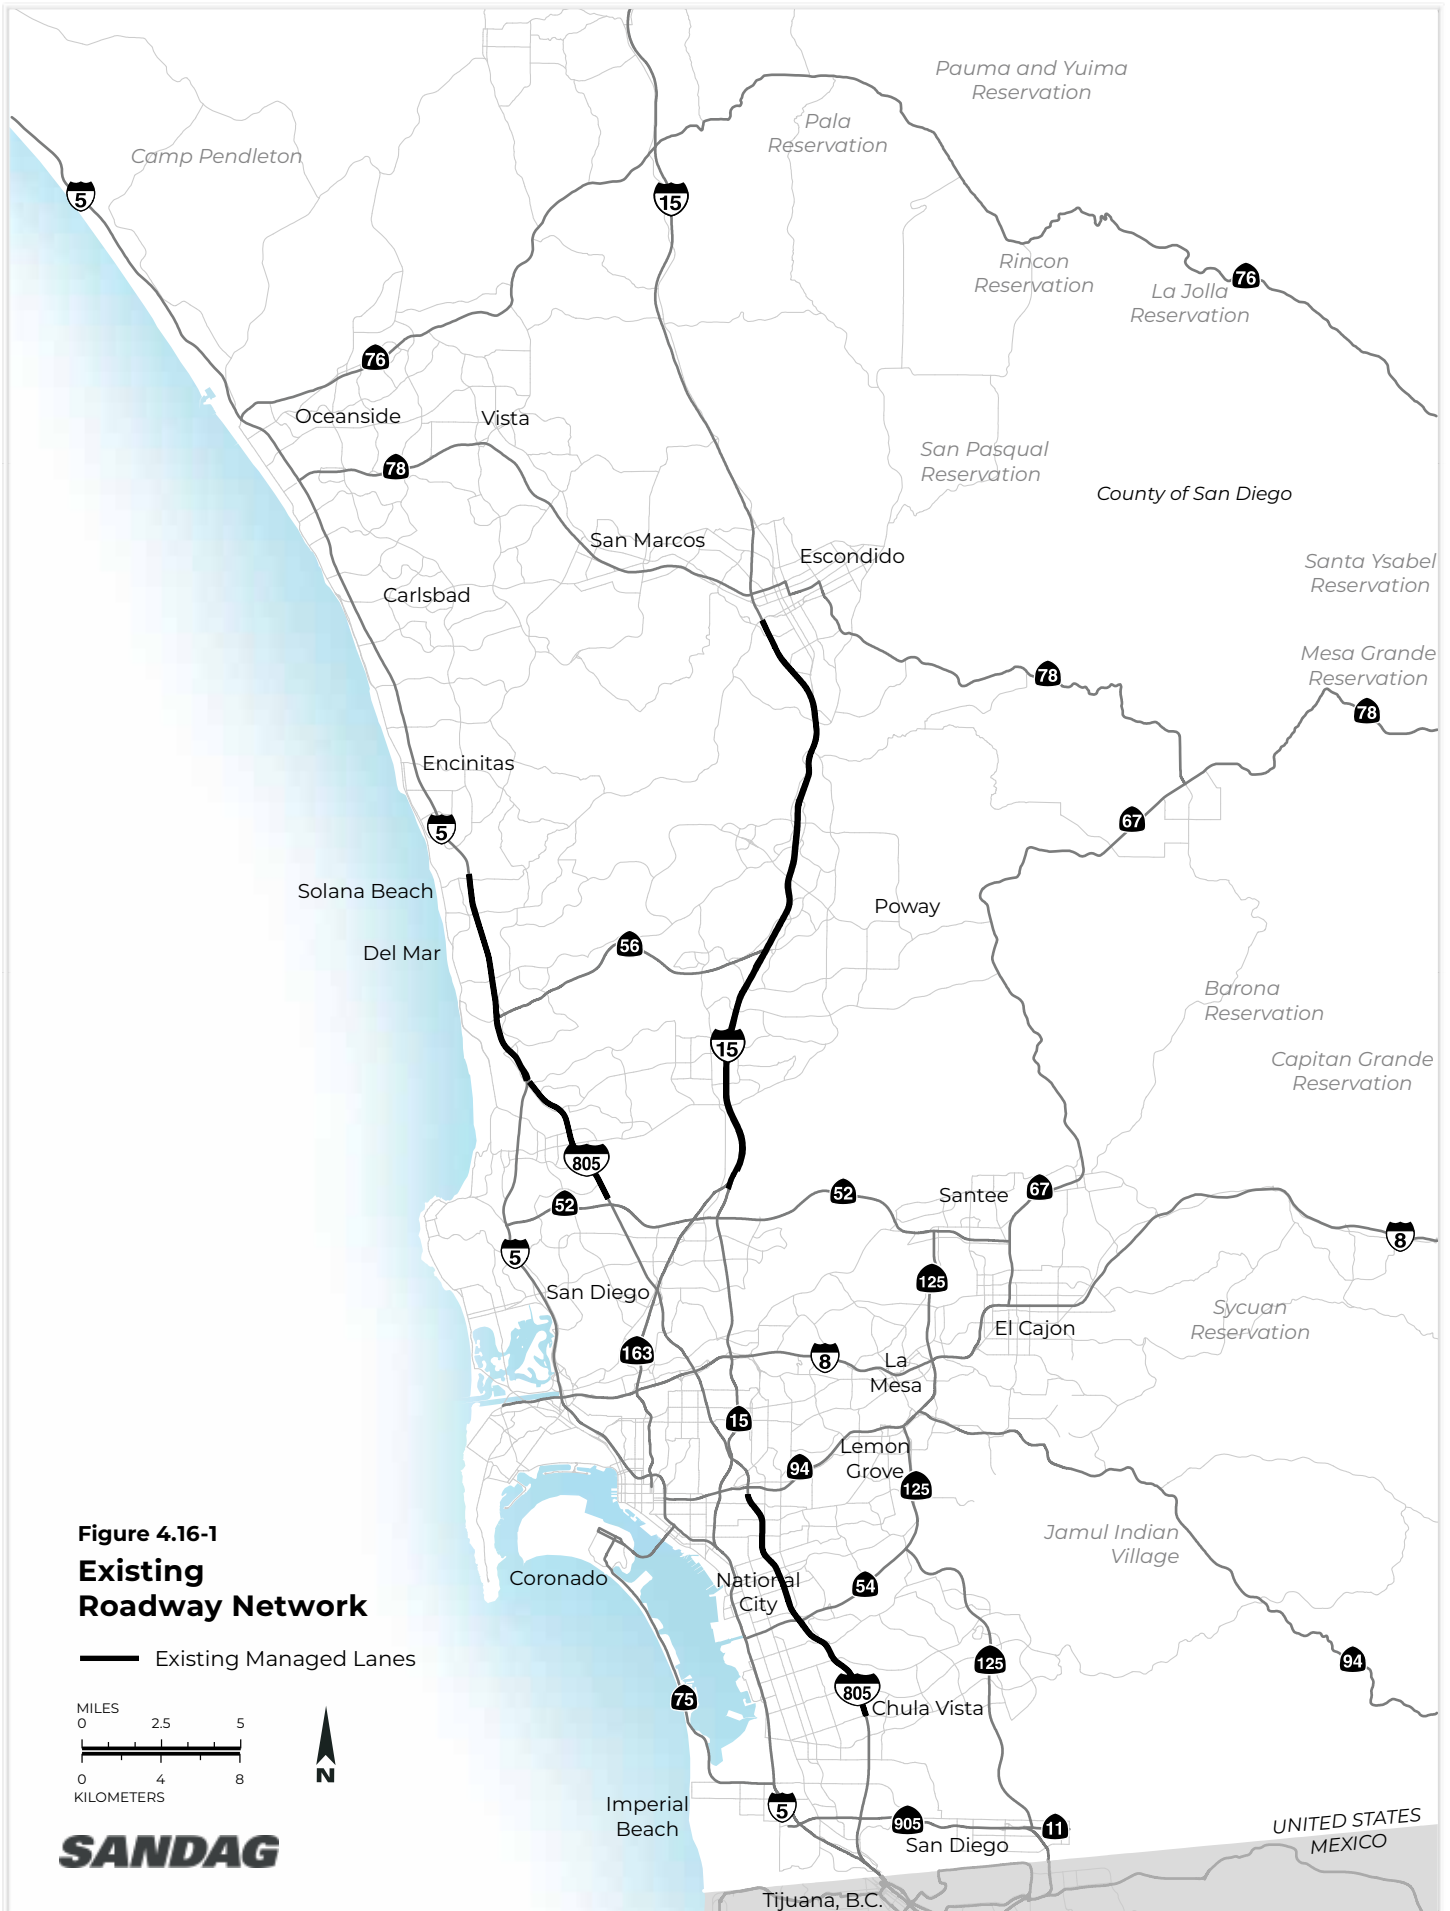 Pauma and Yuima
Reservation
Pala
Reservation
Camp Pendleton
5
15
Rincon
Reservation
76
La Jolla
Reservation
76
Oceanside
Vista
78
San Pasqual
Reservation
County of San Diego
San Marcos
Escondido
Santa Ysabel
Reservation
Carlsbad
Mesa Grande
Reservation
78
78
Encinitas
5
67
Solana Beach
Poway
Del Mar
56
Barona
Reservation
15
Capitan Grande
Reservation
805
52
52
Santee
67
5
8
125
San Diego
Sycuan
Reservation
El Cajon
163
8
La
Mesa
15
94
Lemon
Grove
125
Figure 4.16-1
Existing
Roadway Network
Jamul Indian
Village
Coronado
National
City
54
Existing Managed Lanes
125
94
805
75
Chula Vista
MILES
0 2.5 5
0 4 8
KILOMETERS
N
Imperial
Beach
5
905
11
San Diego
UNITED STATES
MEXICO
SANDAG
Tijuana, B.C.